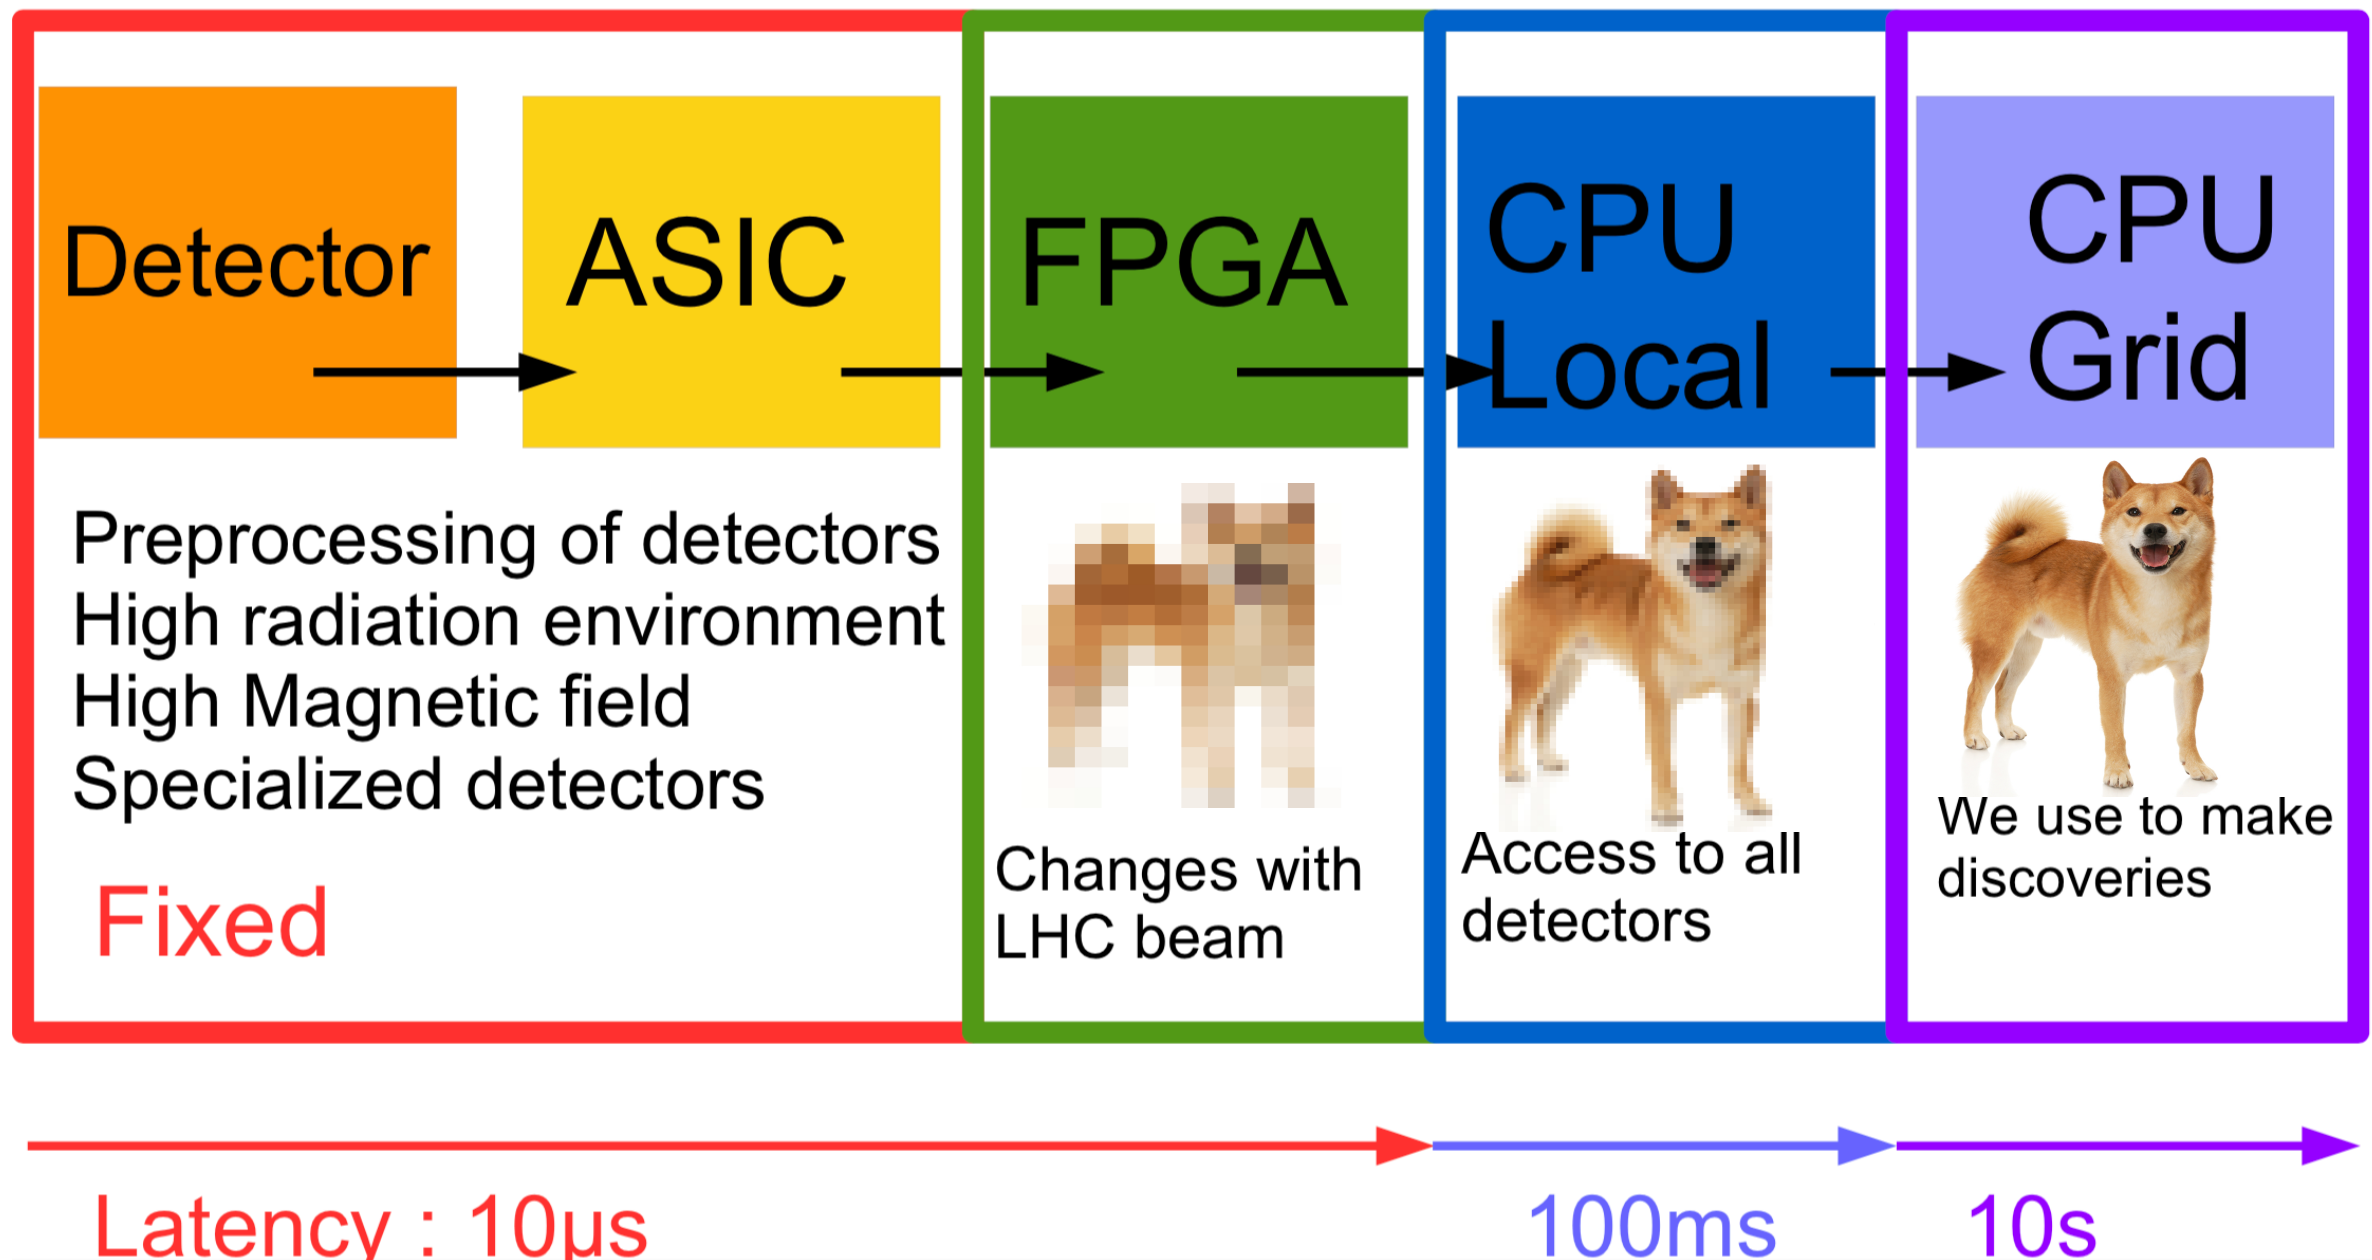 Detector
ASIC
FPGA
CPU
Local
CPU
Grid
Preprocessing of detectors
High radiation environment
High Magnetic field
Specialized detectors
Fixed
Changes with
LHC beam
Access to all
detectors
We use to make
discoveries
Latency : 10µs
100ms
10s